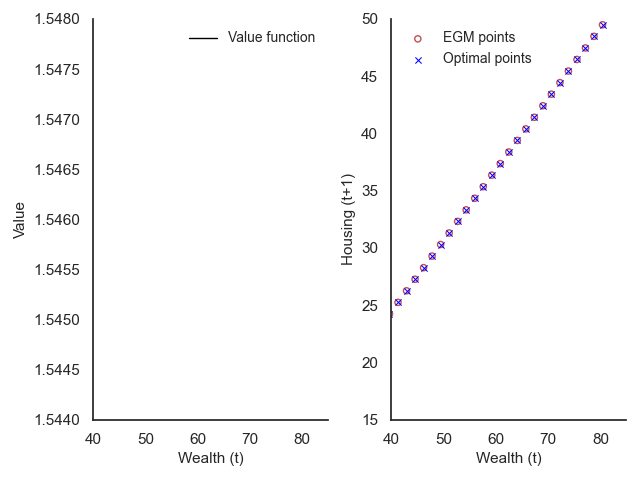 1.5480
1.5475
1.5470
1.5465
1.5460
1.5455
1.5450
1.5445
1.5440
Value
Value function
40 50 60 70 80
Wealth (t)
50
45
40
35
30
25
20
15
Housing (t+1)
EGM points
Optimal points
40 50 60 70 80
Wealth (t)